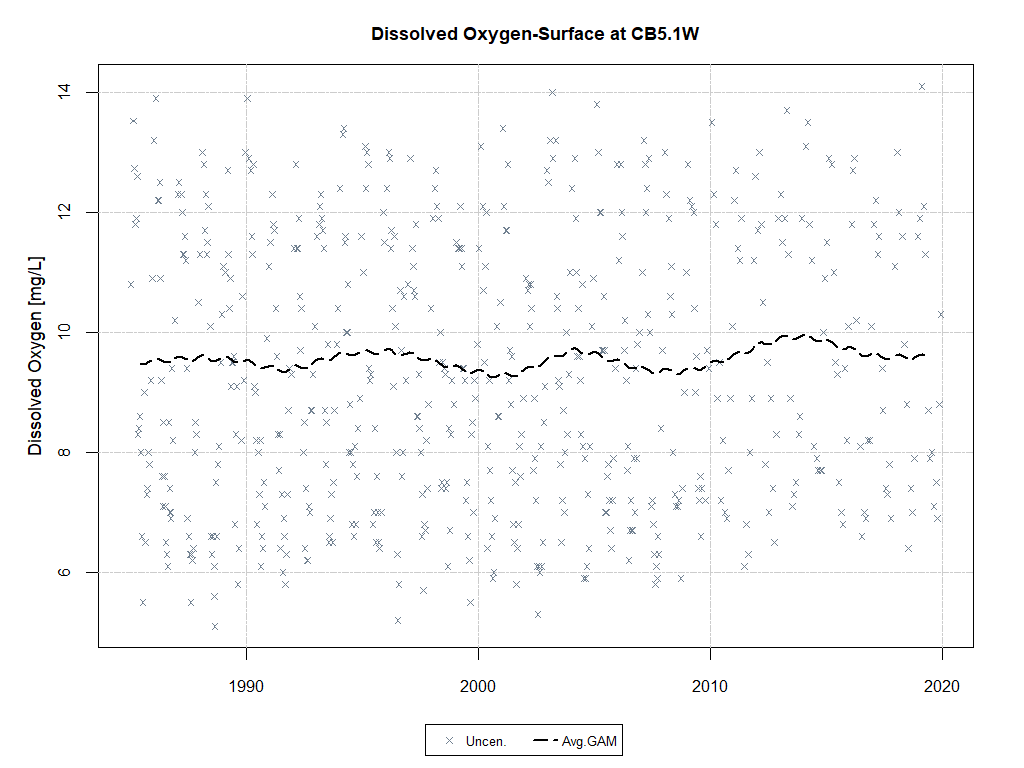 Dissolved Oxygen-Surface at CB5.1W
Dissolved Oxygen [mg/L]
14
12
10
8
6
1990 2000 2010 2020
Uncen. Avg.GAM